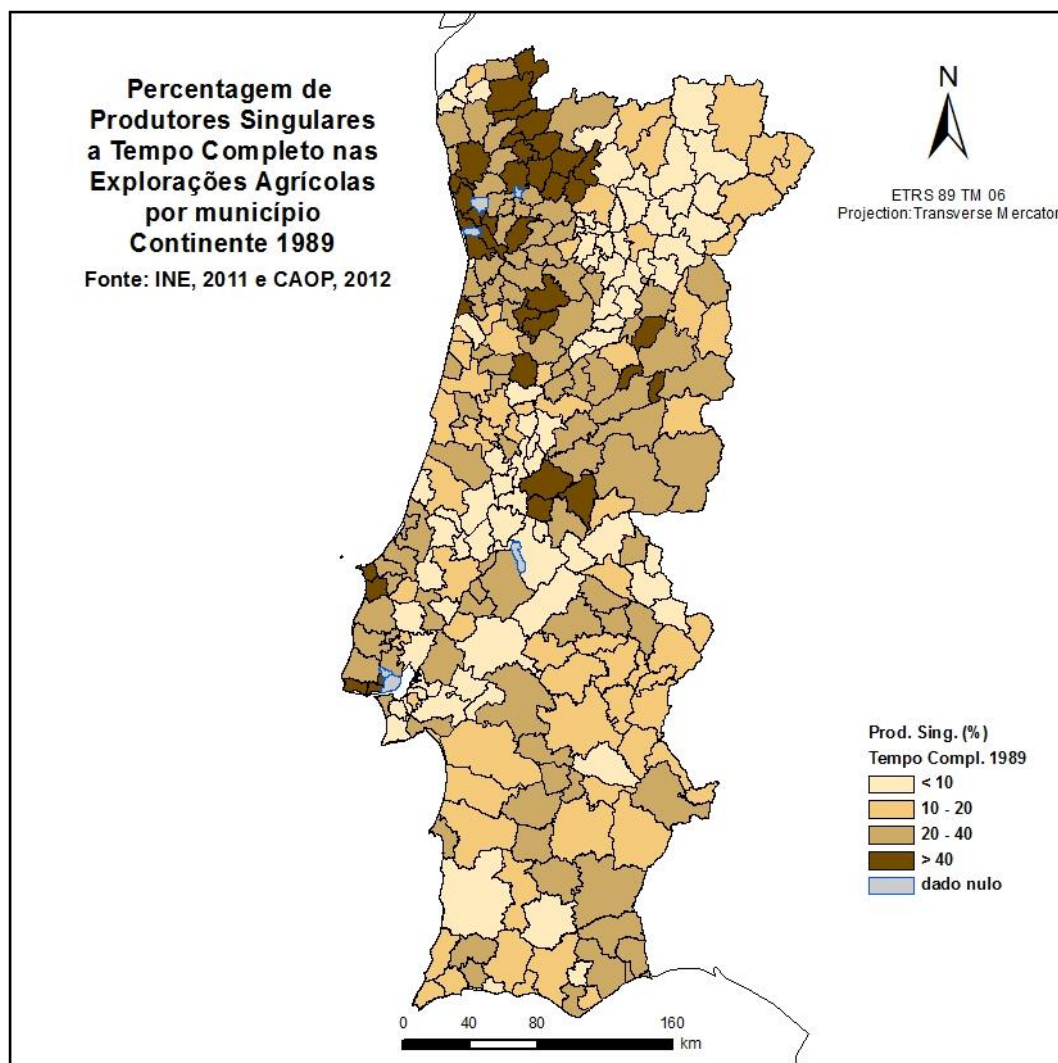 Percentagem de
Produtores Singulares
a Tempo Completo nas
Explorações Agrícolas
por município
Continente 1989
Fonte: INE, 2011 e CAOP, 2012
N
ETRS 89 TM 06
Projection: Transverse Mercator
Prod. Sing. (%)
Tempo Compl. 1989
< 10
10 - 20
20 - 40
> 40
dado nulo
0 40 80 160
km